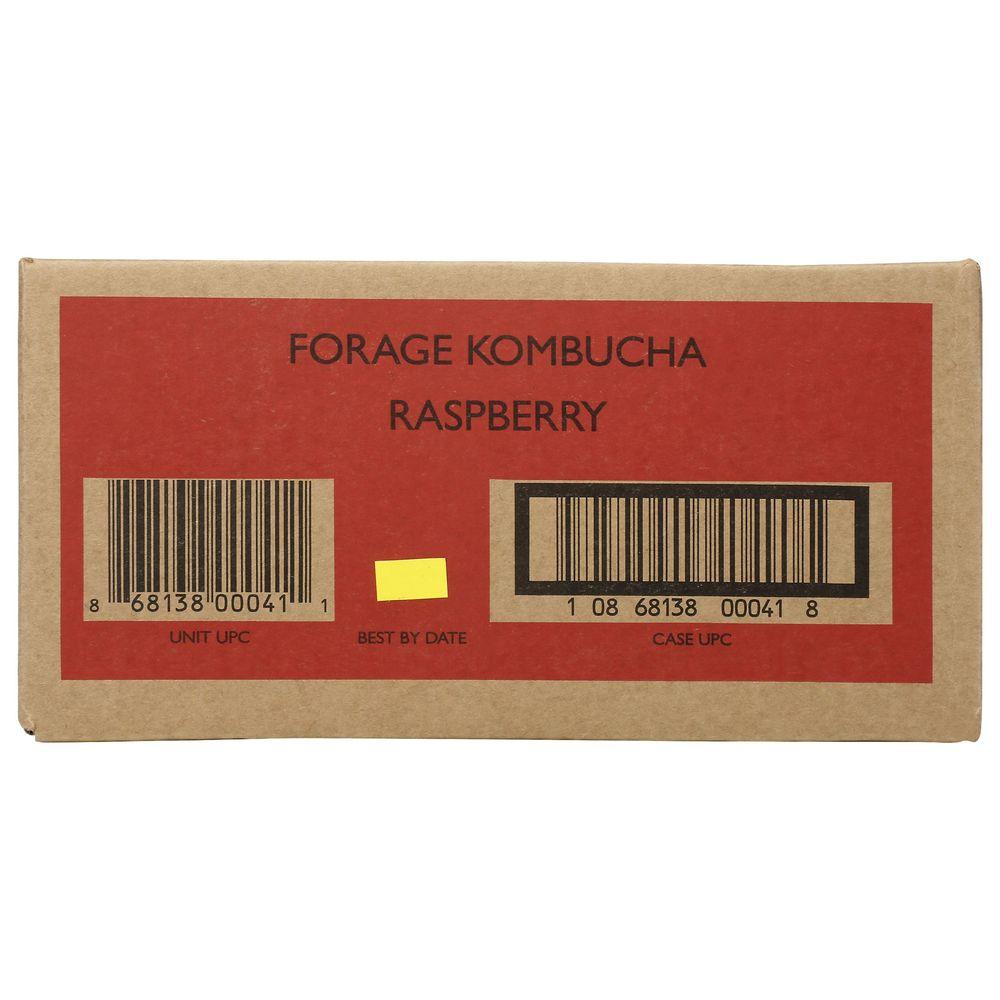 FORAGE KOMBUCHA
RASPBERRY
8 68138 00041 1
UNIT UPC
BEST BY DATE
1 08 68138 00041 8
CASE UPC